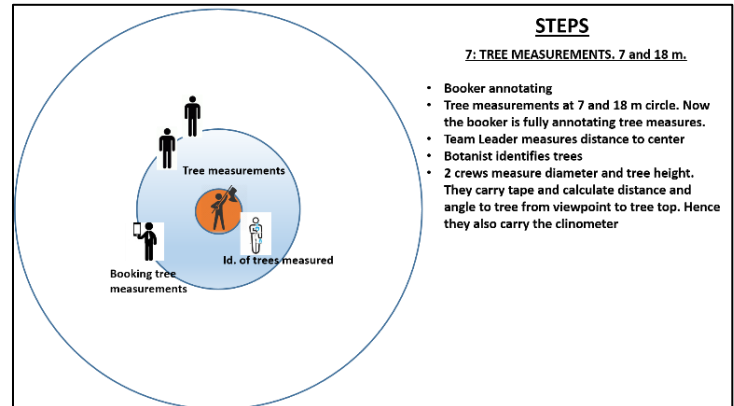 STEPS
7: TREE MEASUREMENTS. 7 and 18 m.
• Booker annotating
• Tree measurements at 7 and 18 m circle. Now
the booker is fully annotating tree measures.
• Team Leader measures distance to center
• Botanist identifies trees
• 2 crews measure diameter and tree height.
They carry tape and calculate distance and
angle to tree from viewpoint to tree top. Hence
they also carry the clinometer
Tree measurements
Id. of trees measured
Booking tree
measurements